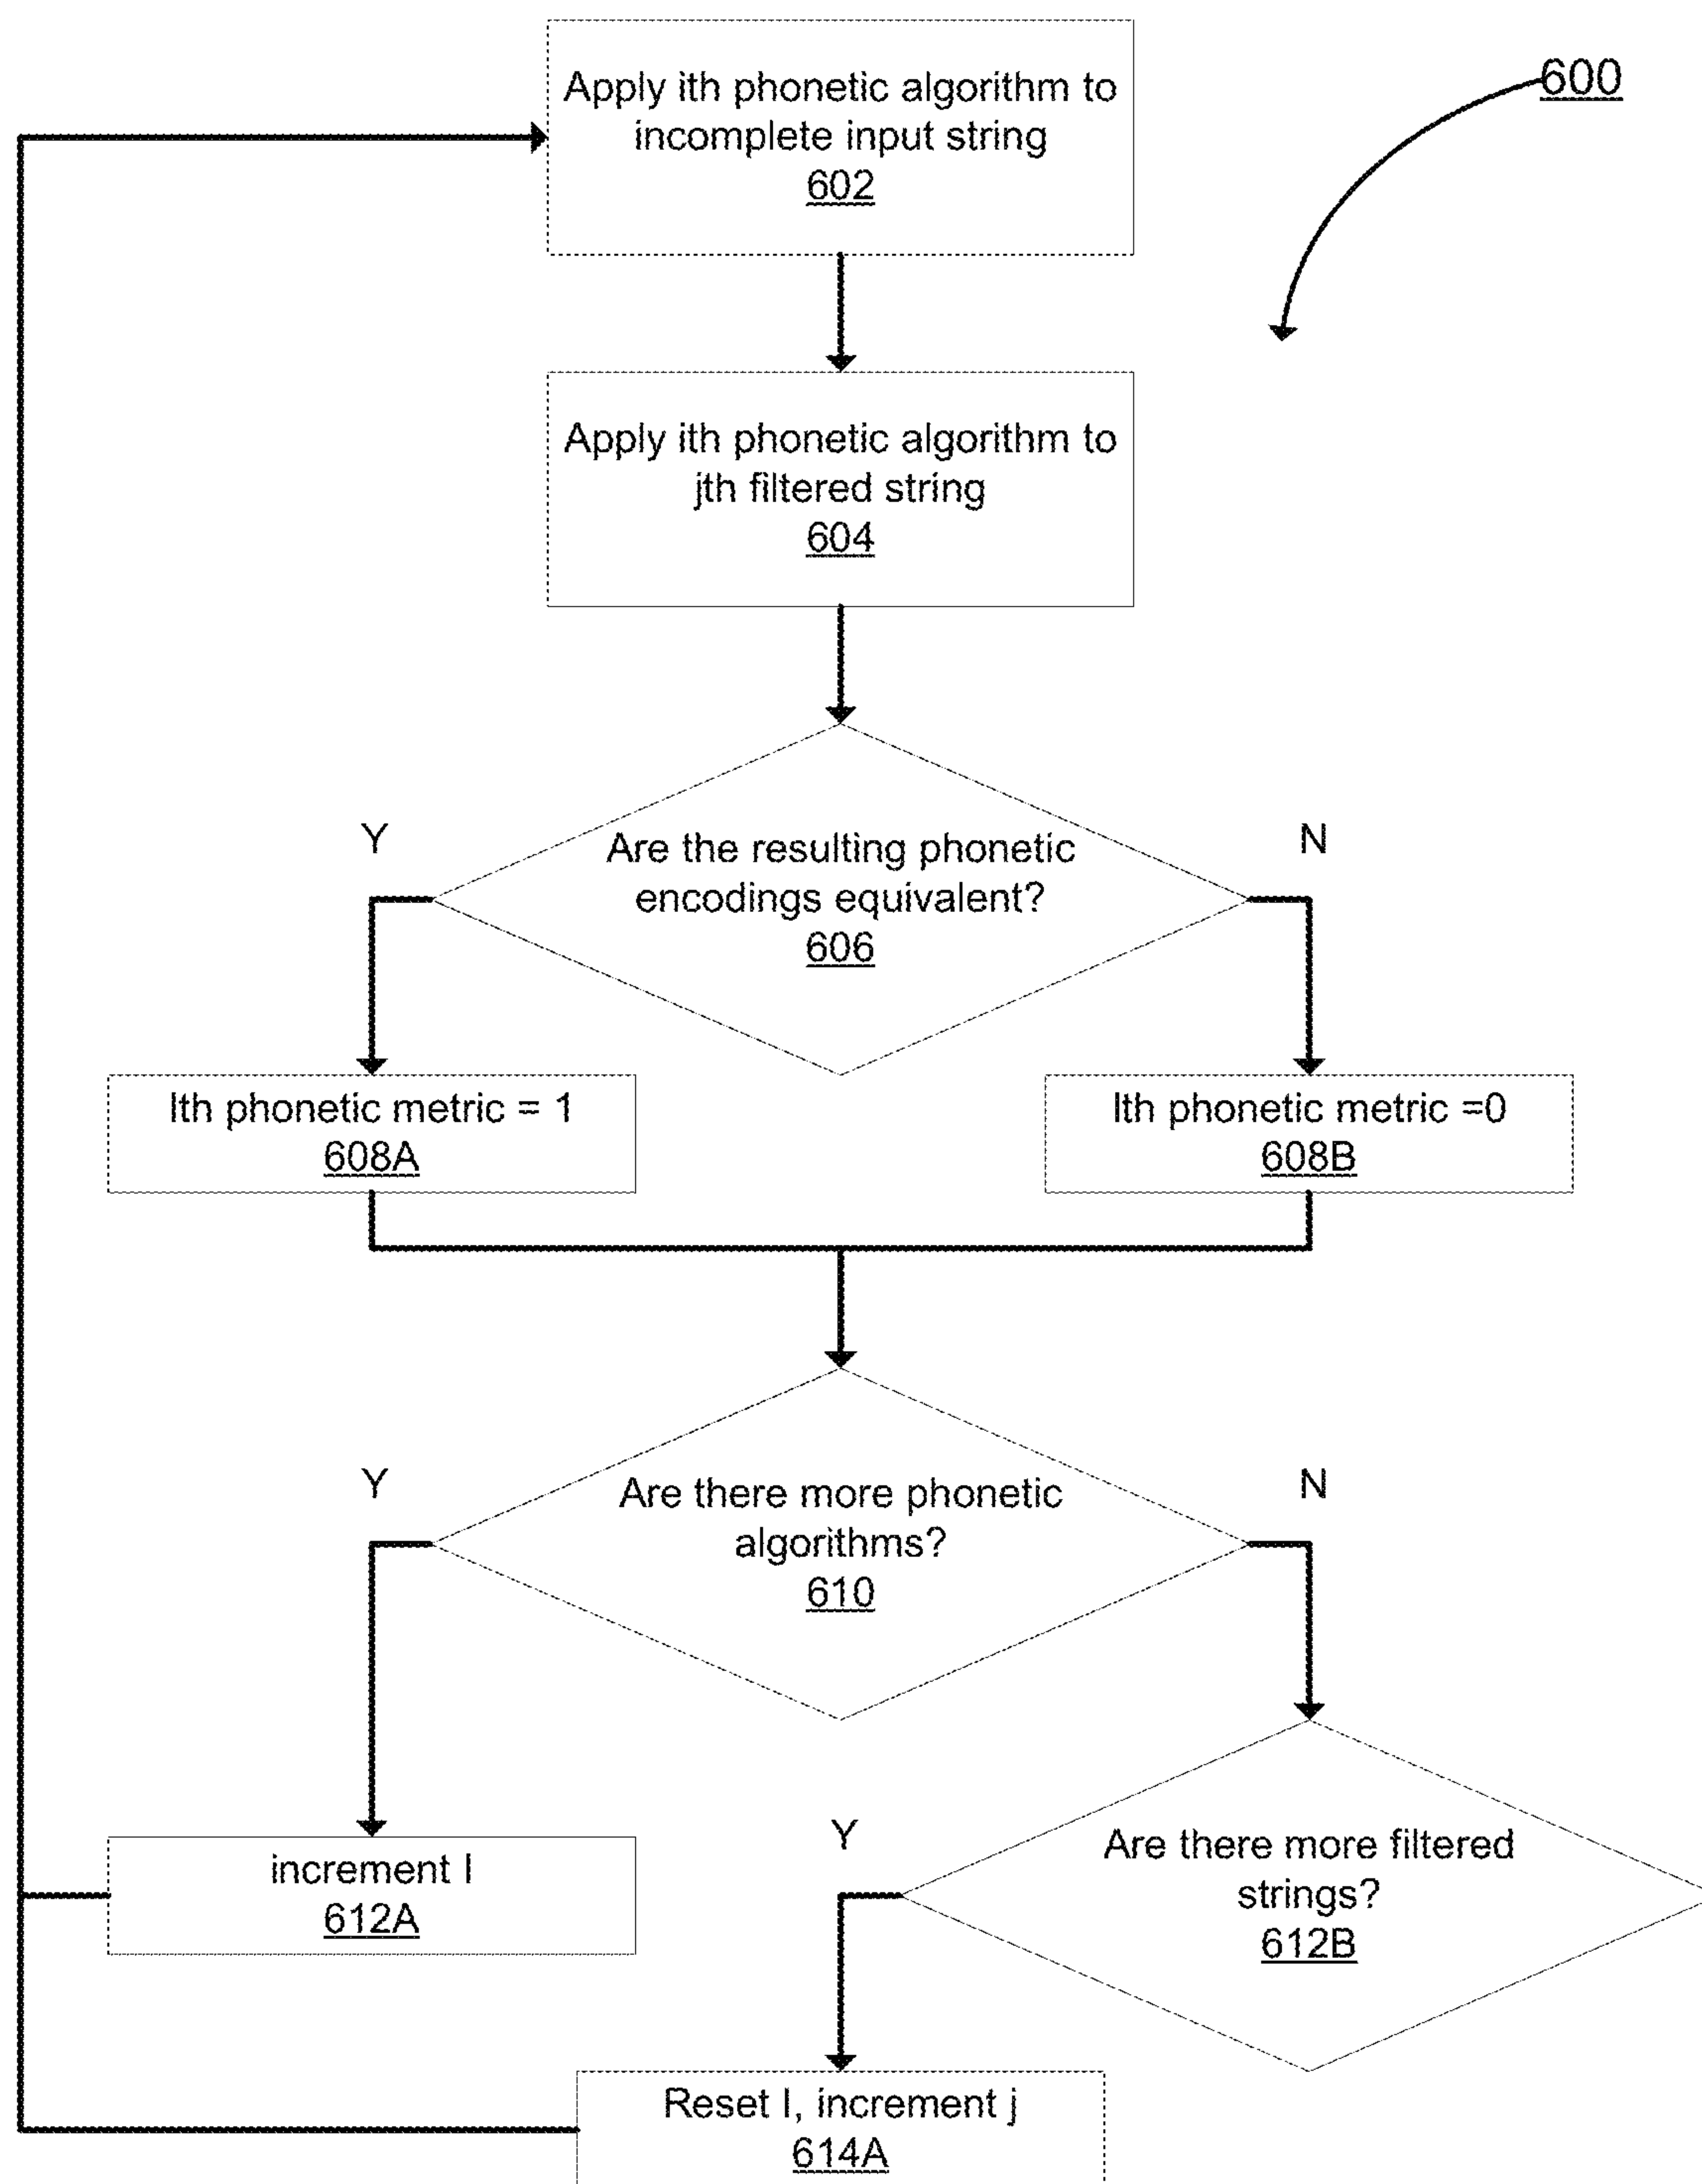 600
Apply ith phonetic algorithm to
incomplete input string
602
Apply ith phonetic algorithm to
jth filtered string
604
Y
N
Are the resulting phonetic
encodings equivalent?
606
Ith phonetic metric = 1
608A
Ith phonetic metric =0
608B
Y
N
Are there more phonetic
algorithms?
610
increment I
612A
Y
Are there more filtered
strings?
612B
Reset I, increment j
614A